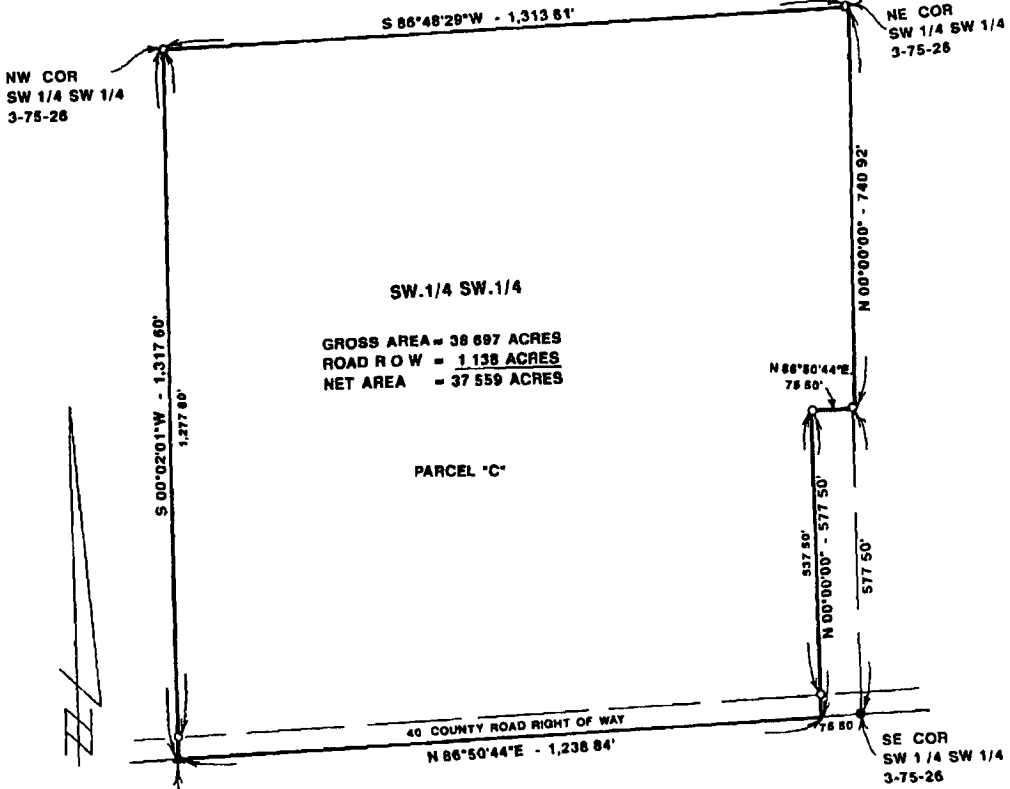 S 86°48'29"W - 1,313 61'
NE COR
SW 1/4 SW 1/4
3-75-26
NW COR
SW 1/4 SW 1/4
3-75-26
N 00°00'00" - 740 92'
SW.1/4 SW.1/4
GROSS AREA = 38 697 ACRES
ROAD R O W = 1 138 ACRES
NET AREA = 37 559 ACRES
S 00°02'01"W - 1,317 60'
1,277 60'
N 86°50'44"E
75 50'
PARCEL "C"
537 50'
N 00°00'00" - 577 50'
577 50'
40 COUNTY ROAD RIGHT OF WAY
N 86°50'44"E - 1,238 84'
75 50
SE COR
SW 1/4 SW 1/4
3-75-26